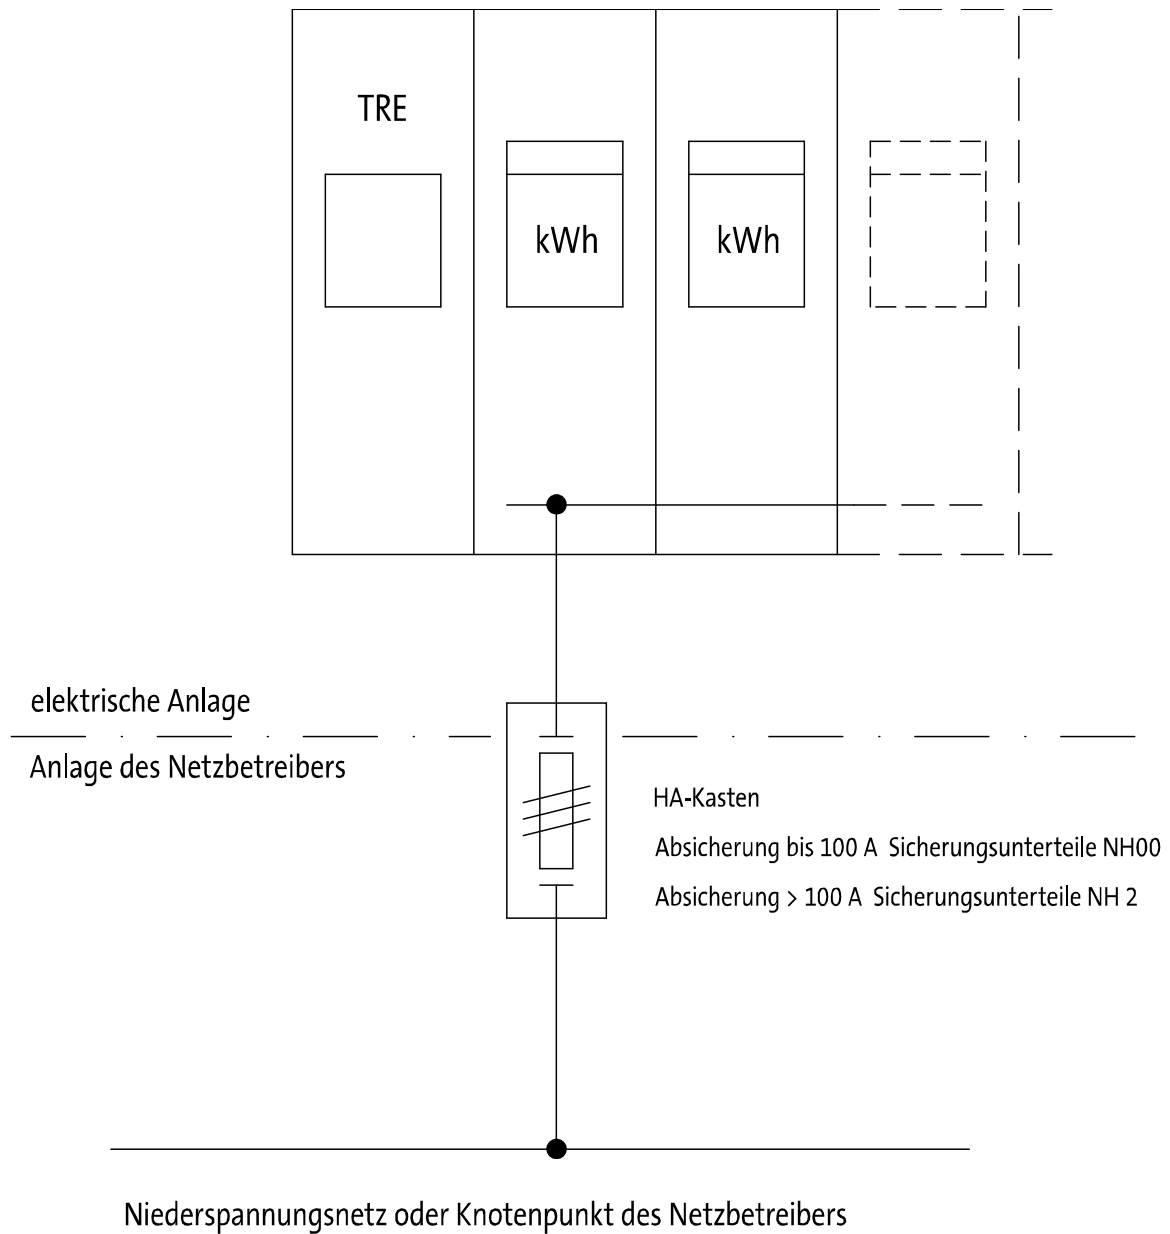 TRE
kWh
kWh
elektrische Anlage
Anlage des Netzbetreibers
HA-Kasten
Absicherung bis 100 A Sicherungsunterteile NH00
Absicherung > 100 A Sicherungsunterteile NH 2
Niederspannungsnetz oder Knotenpunkt des Netzbetreibers